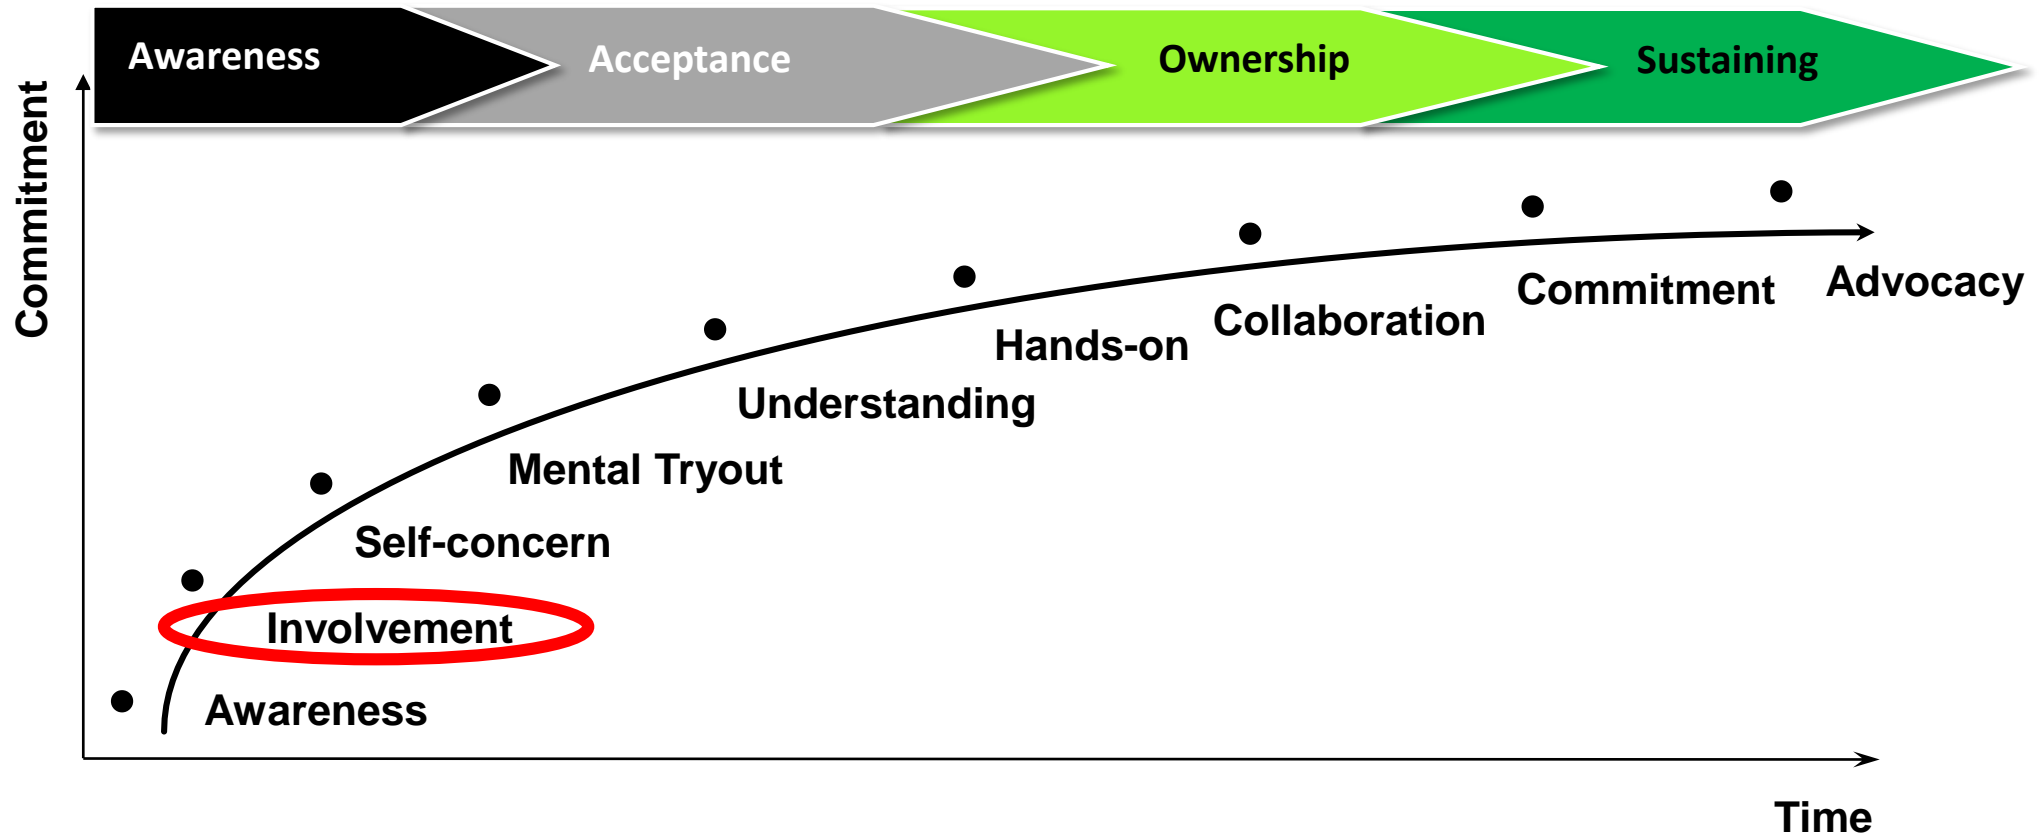 Awareness
Acceptance
Ownership
Sustaining
Commitment
Advocacy
Commitment
Collaboration
Hands-on
Understanding
Mental Tryout
Self-concern
Involvement
Awareness
Time